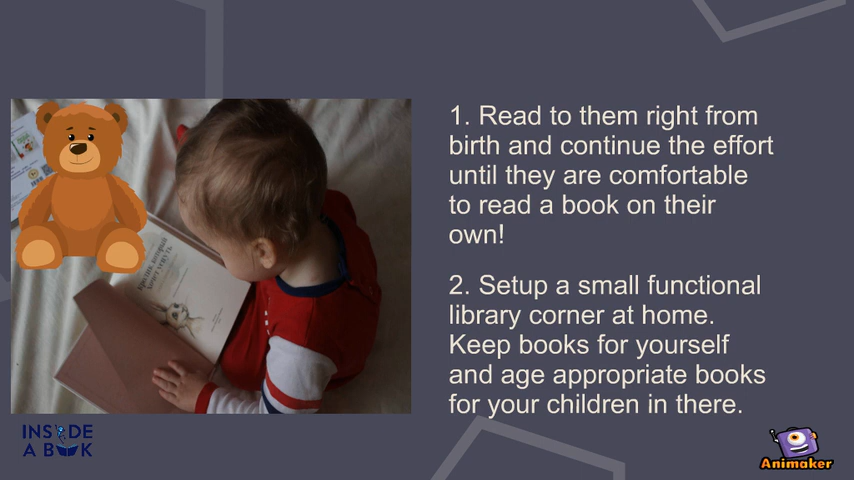 1. Read to them right from
birth and continue the effort
until they are comfortable
to read a book on their
own!
2. Setup a small functional
library corner at home.
Keep books for yourself
and age appropriate books
for your children in there.
INSIDE
A BOOK
Animaker